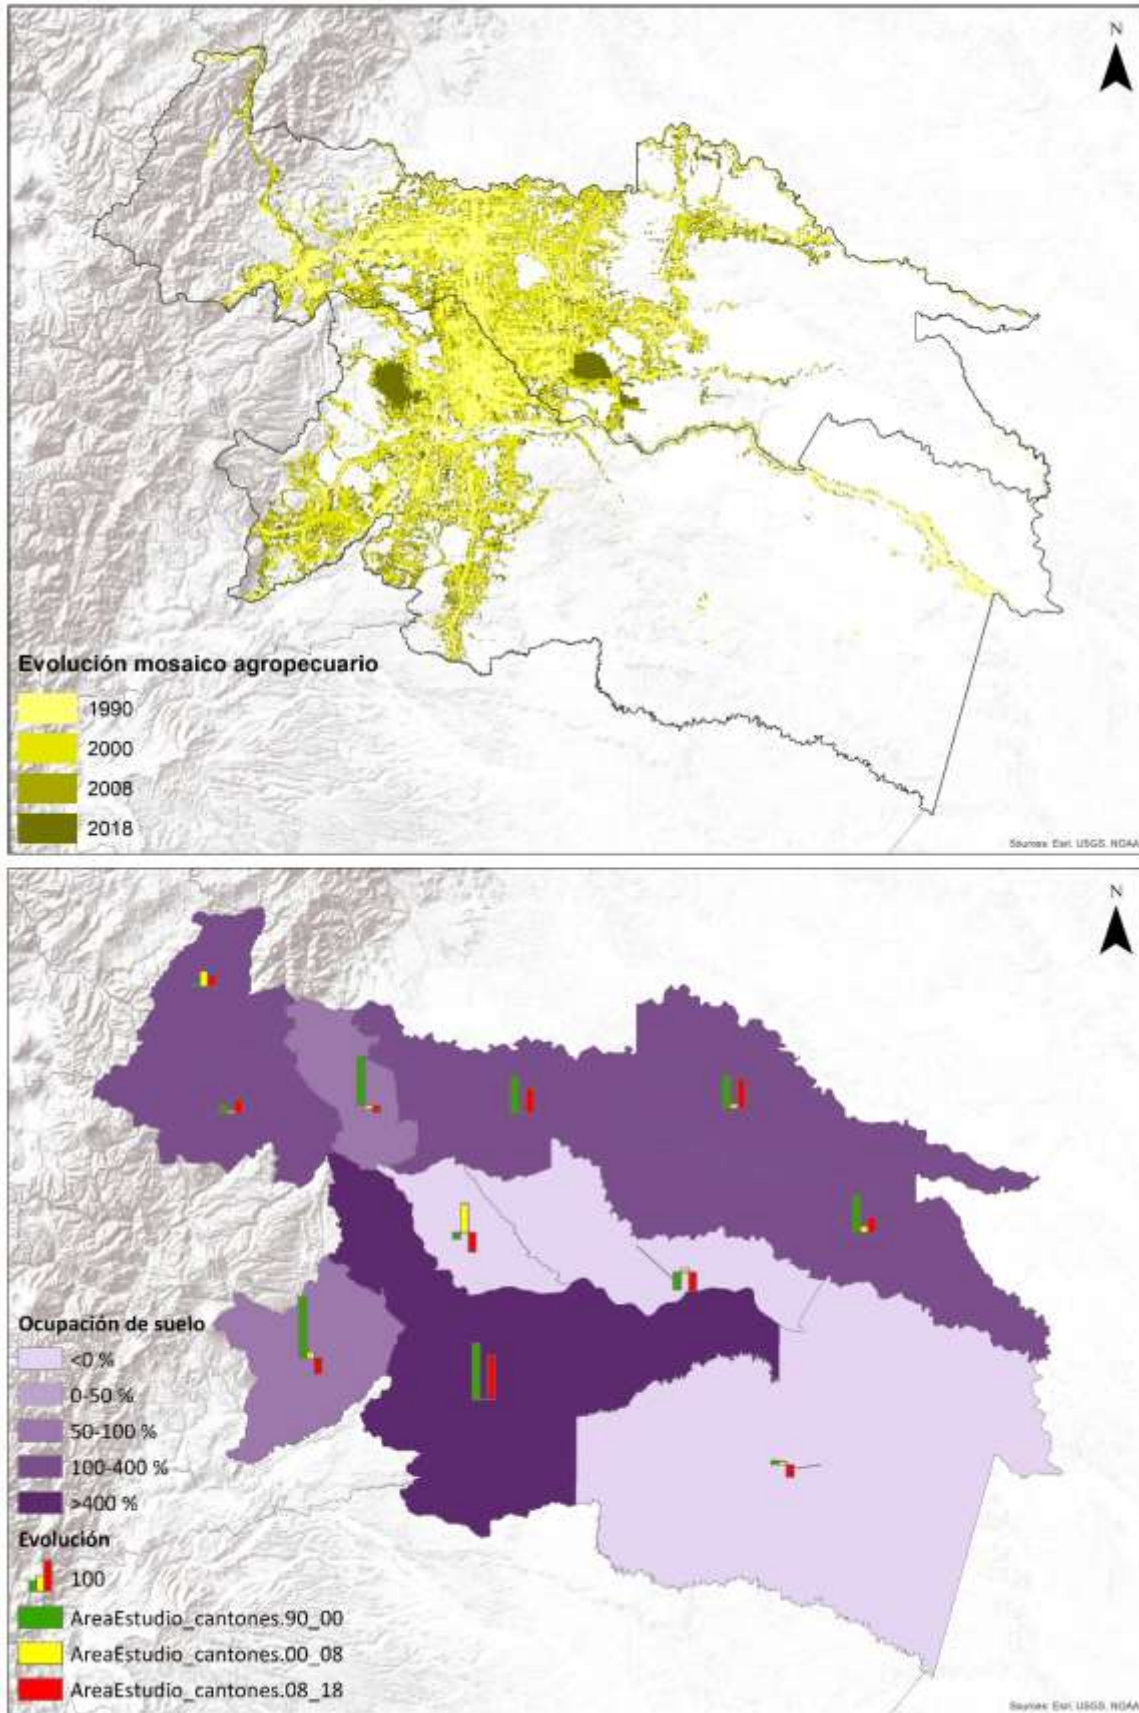 N
Evolución mosaico agropecuario
1990
2000
2008
2018
Sources: Esri, USGS, NOAA
N
Ocupación de suelo
<0 %
0-50 %
50-100 %
100-400 %
>400 %
Evolución
100
AreaEstudio_cantones.90_00
AreaEstudio_cantones.00_08
AreaEstudio_cantones.08_18
Sources: Esri, USGS, NOAA